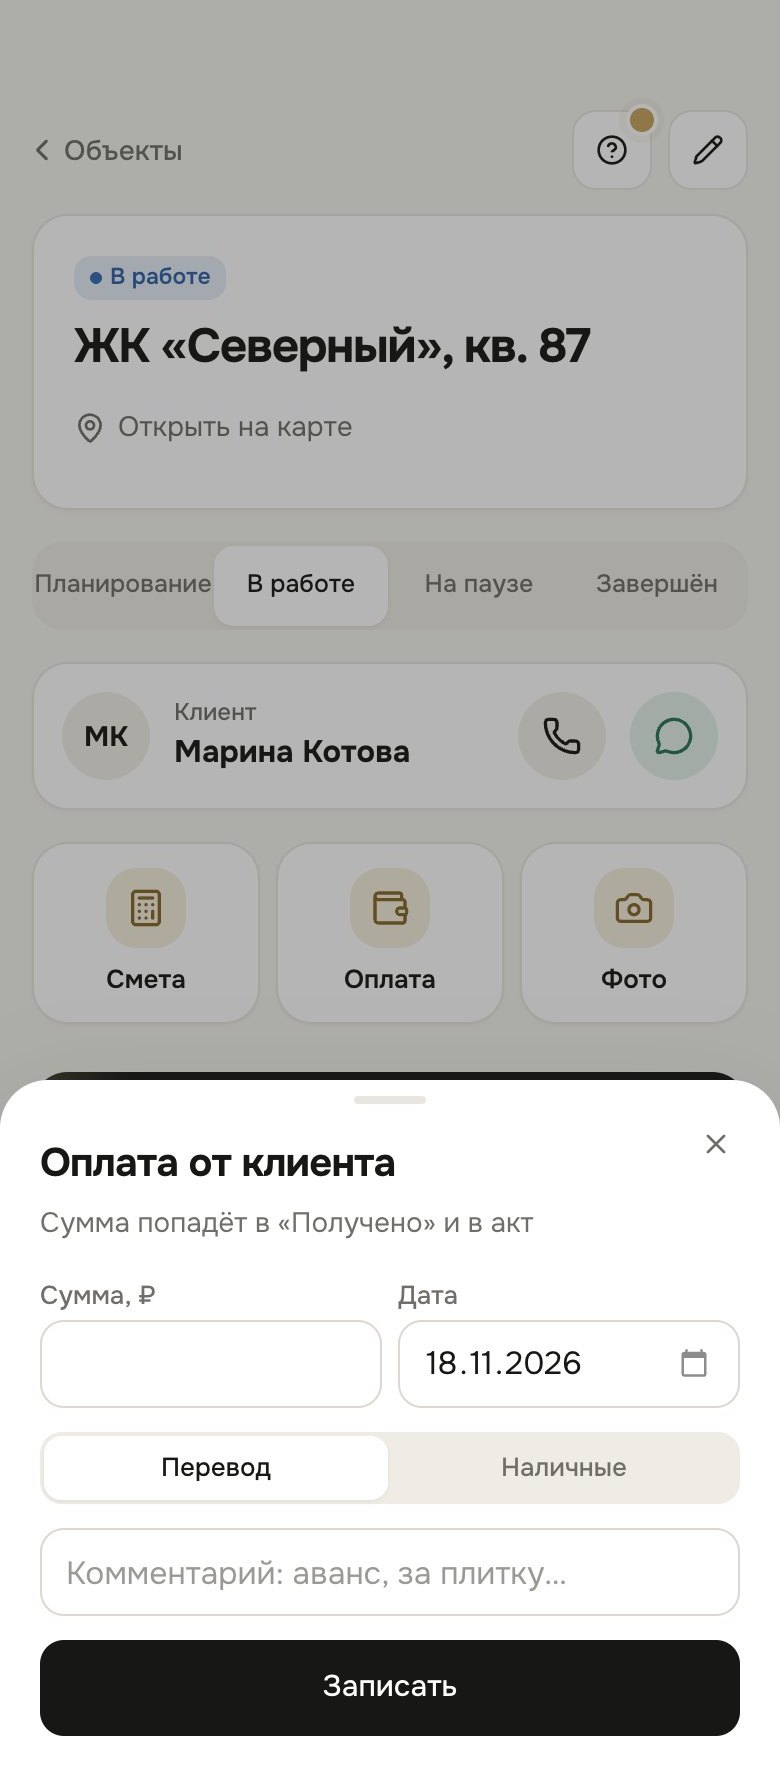 Объекты
В работе
ЖК «Северный», кв. 87
Открыть на карте
Планирование В работе На паузе Завершён
МК
Клиент
Марина Котова
Смета Оплата Фото
Оплата от клиента
Сумма попадёт в «Получено» и в акт
Сумма, ₽ Дата
18.11.2026
Перевод Наличные
Комментарий: аванс, за плитку...
Записать